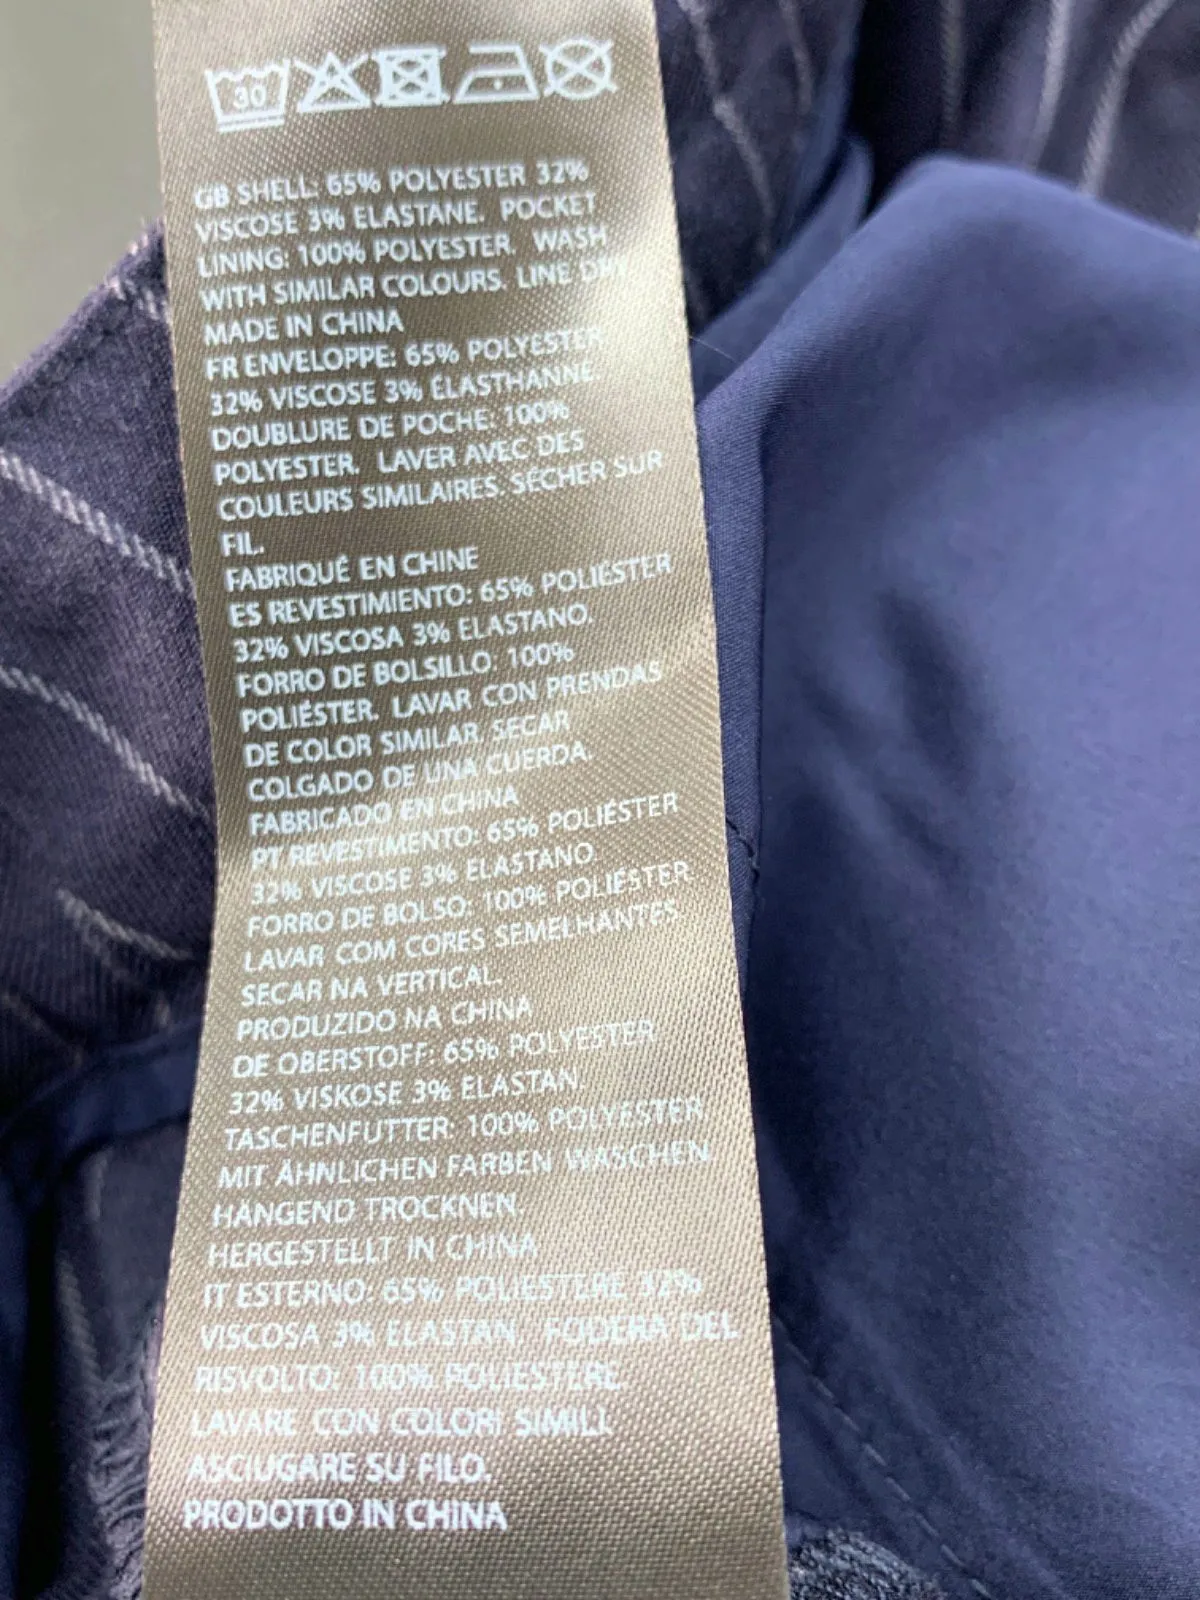 30
GB SHELL: 65% POLYESTER 32%
VISCOSE 3% ELASTANE. POCKET
LINING: 100% POLYESTER. WASH
WITH SIMILAR COLOURS. LINE DRY
MADE IN CHINA
FR ENVELOPPE: 65% POLYESTER
32% VISCOSE 3% ÉLASTHANNE
DOUBLURE DE POCHE: 100%
POLYESTER. LAVER AVEC DES
COULEURS SIMILAIRES. SÉCHER SUR
FIL.
FABRIQUÉ EN CHINE
ES REVESTIMIENTO: 65% POLIÉSTER
32% VISCOSA 3% ELASTANO.
FORRO DE BOLSILLO: 100%
POLIÉSTER. LAVAR CON PRENDAS
DE COLOR SIMILAR. SECAR
COLGADO DE UNA CUERDA.
FABRICADO EN CHINA
PT REVESTIMENTO: 65% POLIÉSTER
32% VISCOSE 3% ELASTANO.
FORRO DE BOLSO: 100% POLIÉSTER
LAVAR COM CORES SEMELHANTES.
SECAR NA VERTICAL.
PRODUZIDO NA CHINA
DE OBERSTOFF: 65% POLYESTER
32% VISKOSE 3% ELASTAN.
TASCHENFUTTER: 100% POLYESTER
MIT ÄHNLICHEN FARBEN WASCHEN.
HÄNGEND TROCKNEN.
HERGESTELLT IN CHINA
IT ESTERNO: 65% POLIESTERE 32%
VISCOSA 3% ELASTAN. FODERA DEL
RISVOLTO: 100% POLIESTERE
LAVARE CON COLORI SIMILI.
ASCIUGARE SU FILO.
PRODOTTO IN CHINA